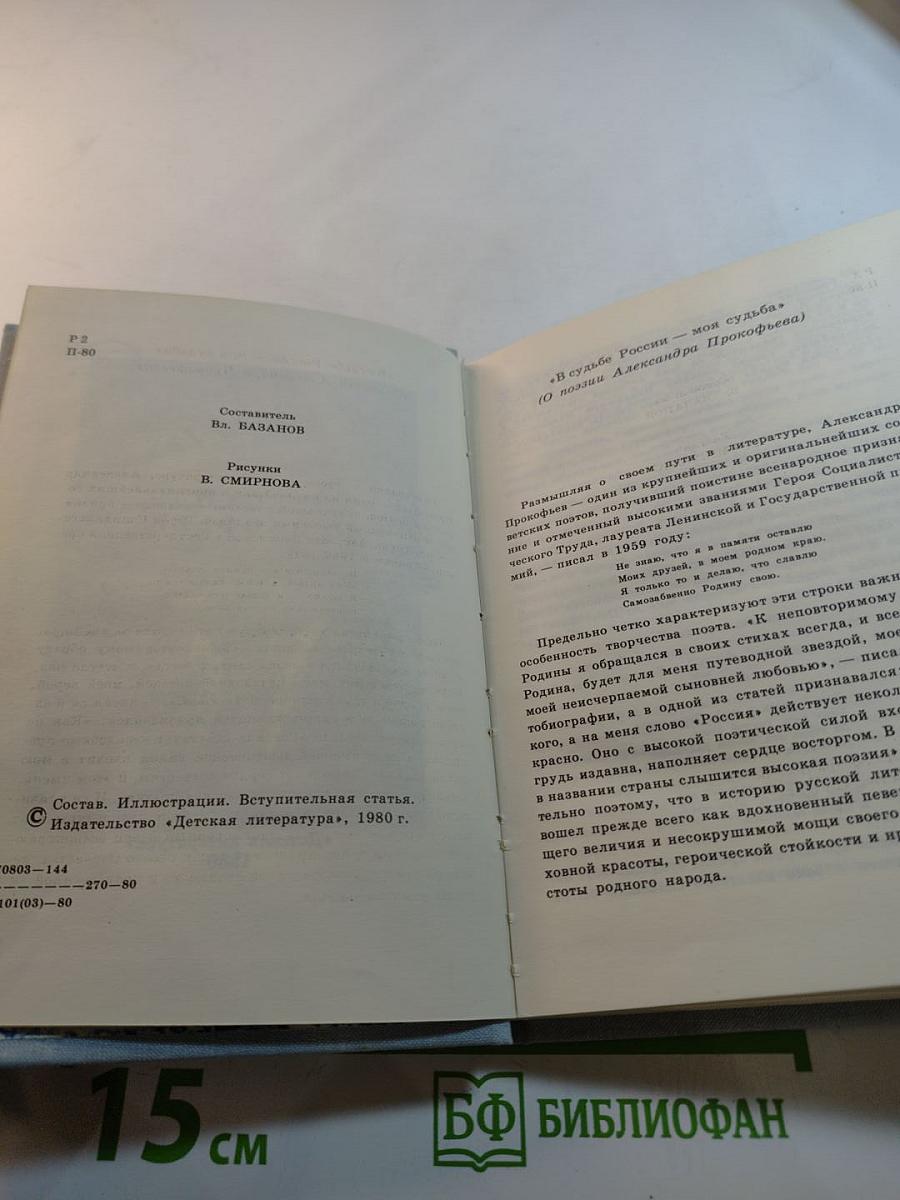 Р 2
П-80
Составитель
Вл. БАЗАНОВ
Рисунки
В. СМИРНОВА
© Состав. Иллюстрации. Вступительная статья.
Издательство «Детская литература», 1980 г.
70803—144
———————270—80
101(03)—80
«В судьбе России — моя судьба»
(О поэзии Александра Прокофьева)
Размышляя о своем пути в литературе, Александр
Прокофьев — один из крупнейших и оригинальнейших со
ветских поэтов, получивший поистине всенародное призна
ние и отмеченный высокими званиями Героя Социалист
ческого Труда, лауреата Ленинской и Государственной п
мий, — писал в 1959 году:
Не знаю, что я в памяти оставлю
Моих друзей, в моем родном краю.
Я только то и делаю, что славлю
Самозабвенно Родину свою.
Предельно четко характеризуют эти строки важн
особенность творчества поэта. «К неповторимому
Родины я обращался в своих стихах всегда, и все
Родина, будет для меня путеводной звездой, мое
моей неисчерпаемой сыновней любовью», — писа
тобиографии, а в одной из статей признавался:
кого, а на меня слово «Россия» действует некол
красно. Оно с высокой поэтической силой вхо
грудь издавна, наполняет сердце восторгом. В
в названии страны слышится высокая поэзия»
тельно поэтому, что в историю русской лит
вошел прежде всего как вдохновенный певе
щего величия и несокрушимой мощи своего
ховной красоты, героической стойкости и нр
стоты родного народа.
15 см
БФ БИБЛИОФАН